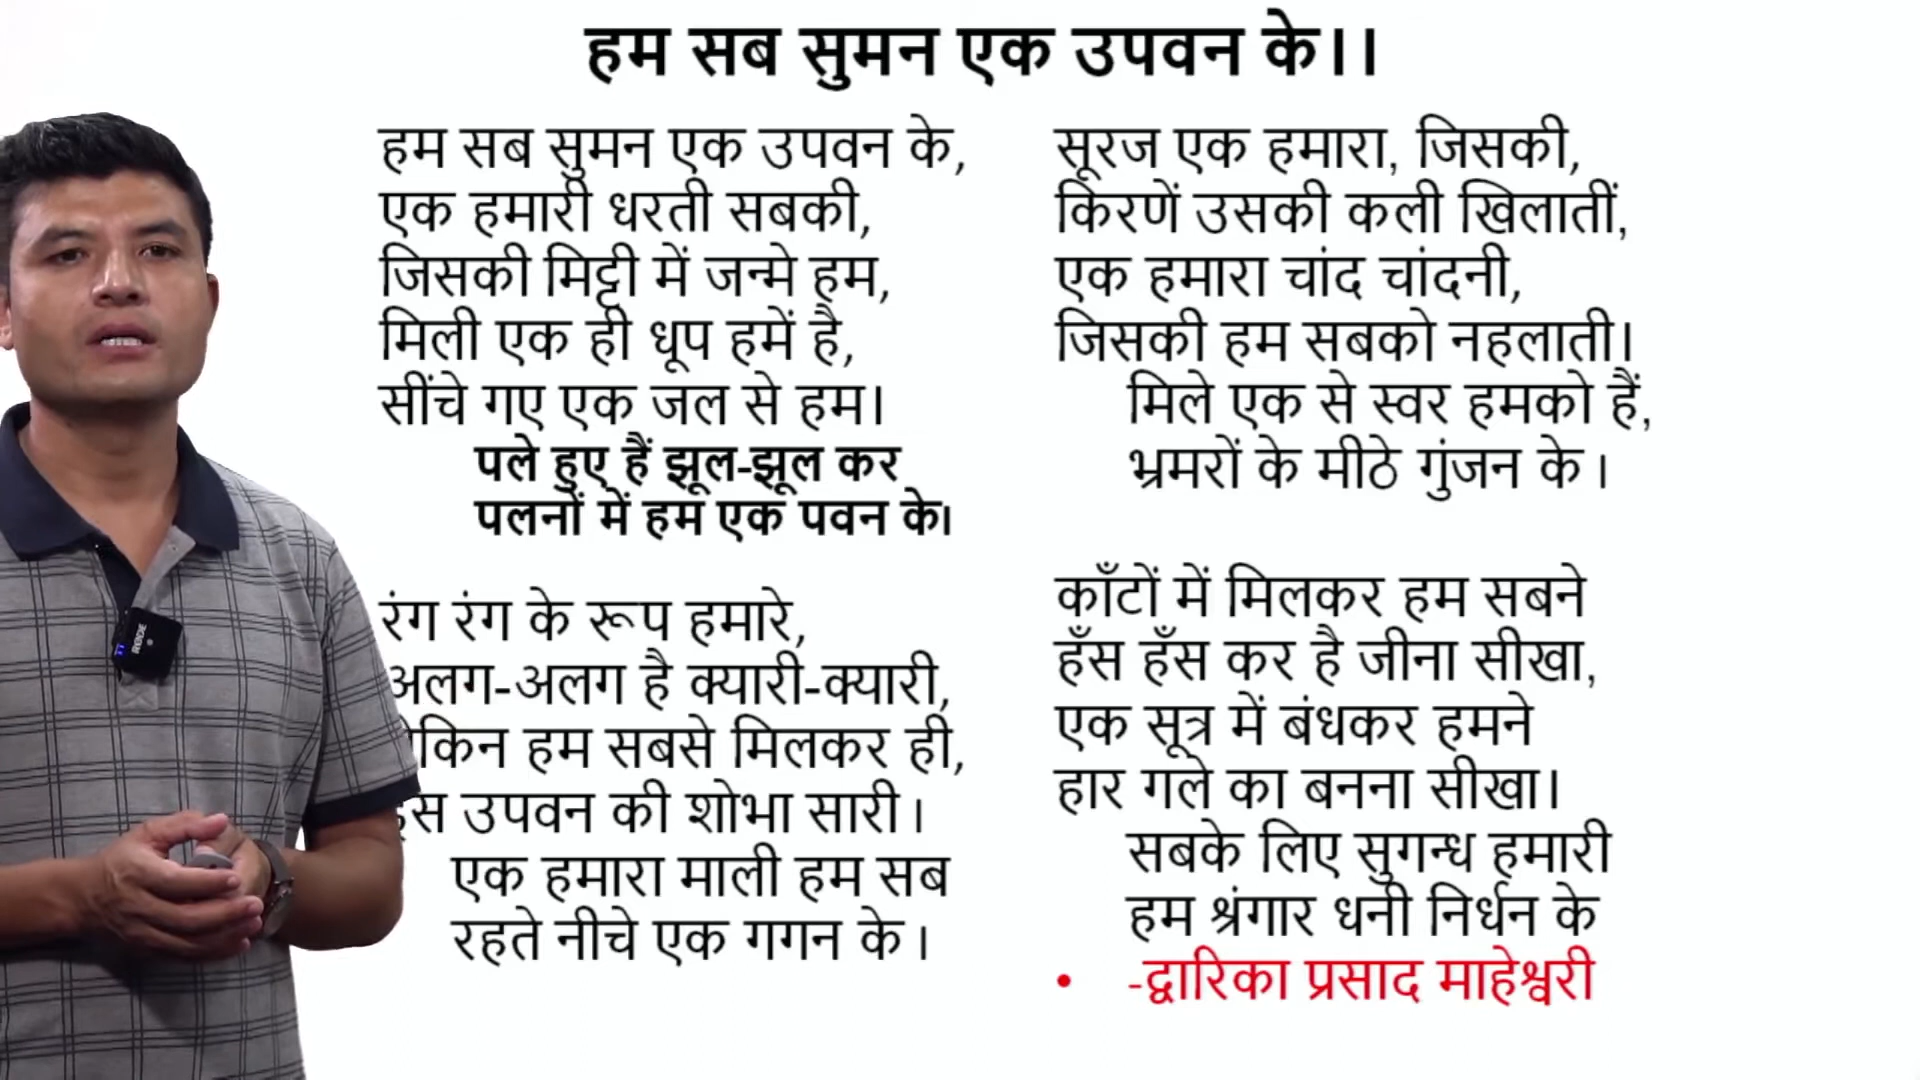 हम सब सुमन एक उपवन के।।
हम सब सुमन एक उपवन के,
एक हमारी धरती सबकी,
जिसकी मिट्टी में जन्मे हम,
मिली एक ही धूप हमें है,
सींचे गए एक जल से हम।
पले हुए हैं झूल-झूल कर
पलनों में हम एक पवन के।
रंग रंग के रूप हमारे,
अलग-अलग है क्यारी-क्यारी,
हम सबसे मिलकर ही,
उपवन की शोभा सारी।
एक हमारा माली हम सब
रहते नीचे एक गगन के।
सूरज एक हमारा, जिसकी,
किरणें उसकी कली खिलातीं,
एक हमारा चांद चांदनी,
जिसकी हम सबको नहलाती।
मिले एक से स्वर हमको हैं,
भ्रमरों के मीठे गुंजन के।
काँटों में मिलकर हम सबने
हँस हँस कर है जीना सीखा,
एक सूत्र में बंधकर हमने
हार गले का बनना सीखा।
सबके लिए सुगन्ध हमारी
हम श्रंगार धनी निर्धन के
• -द्वारिका प्रसाद माहेश्वरी
RODE